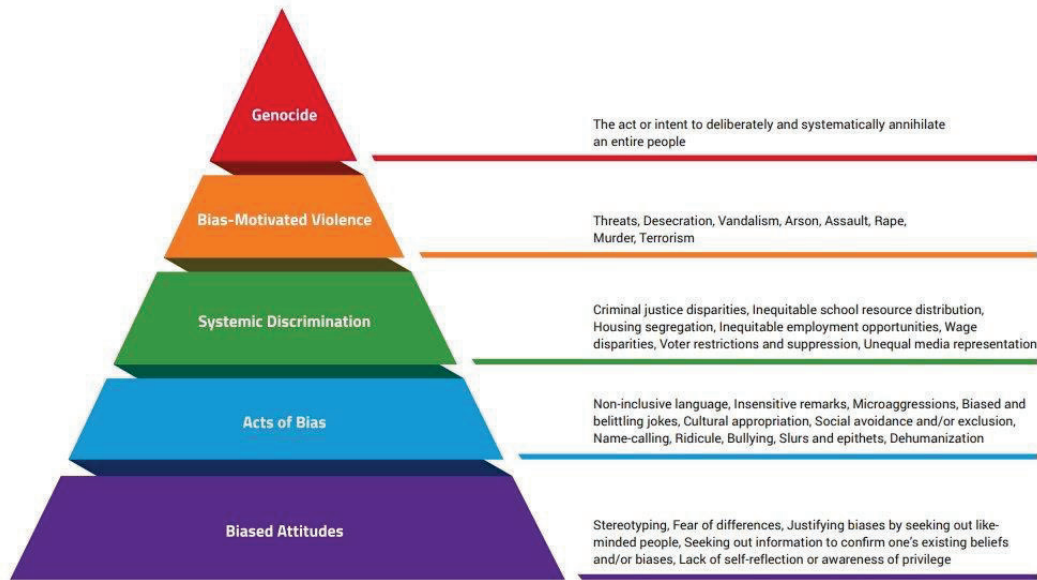 Genocide
The act or intent to deliberately and systematically annihilate
an entire people
Bias-Motivated Violence
Threats, Desecration, Vandalism, Arson, Assault, Rape,
Murder, Terrorism
Systemic Discrimination
Criminal justice disparities, Inequitable school resource distribution,
Housing segregation, Inequitable employment opportunities, Wage
disparities, Voter restrictions and suppression, Unequal media representation
Acts of Bias
Non-inclusive language, Insensitive remarks, Microaggressions, Biased and
belittling jokes, Cultural appropriation, Social avoidance and/or exclusion,
Name-calling, Ridicule, Bullying, Slurs and epithets, Dehumanization
Biased Attitudes
Stereotyping, Fear of differences, Justifying biases by seeking out like-
minded people, Seeking out information to confirm one's existing beliefs
and/or biases, Lack of self-reflection or awareness of privilege